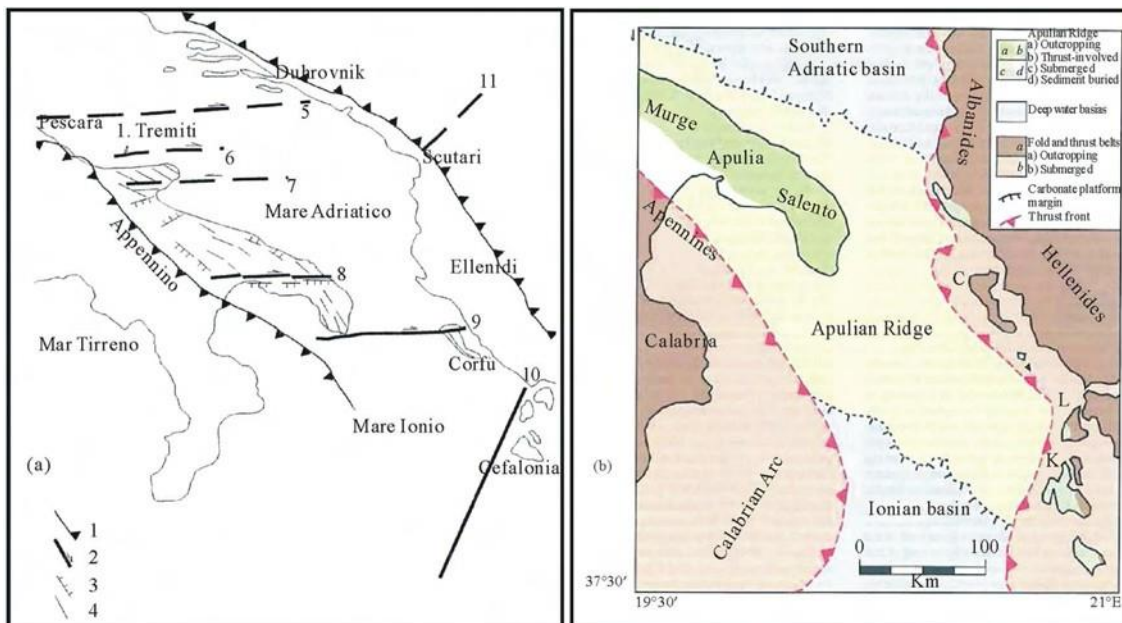 Dubrovnik
11
5
Pescara
1. Tremiti
6
Scutari
7
Mare Adriatico
Appennino
Ellenidi
8
9
Mar Tirreno
Corfu
10
Mare Ionio
Cefalonia
(a)
1
2
3
4
Southern
Adriatic basin
Albanides
Murge
Apulia
Salento
Apennines
C
Hellenides
Apulian Ridge
Calabria
L
K
(b)
Calabrian Arc
Ionian basin
0 100
Km
37°30'
19°30' 21°E
Apulian Ridge
a b a) Outcropping
b) Thrust-involved
c d c) Submerged
d) Sediment buried
Deep water basias
a Fold and thrust belts
a) Outcropping
b b) Submerged
Carbonate platform
margin
Thrust front